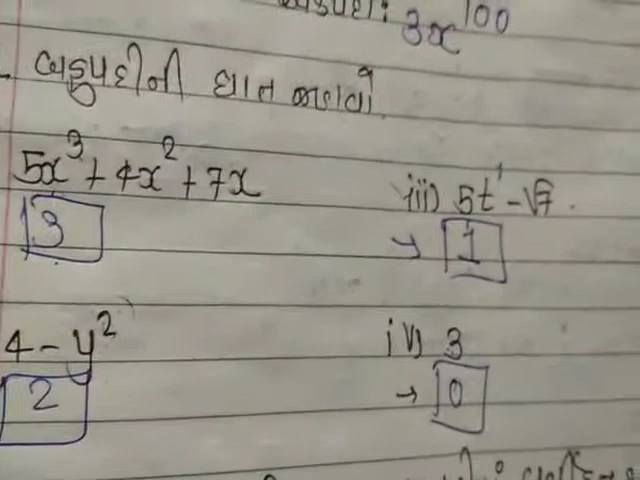 3x¹⁰⁰
બહુપદીની ઘાત જણાવો
5x³ + 4x² + 7x
iii) 5t¹ - √7.
3
→ 1
4 - y²
iv) 3
2
→ 0